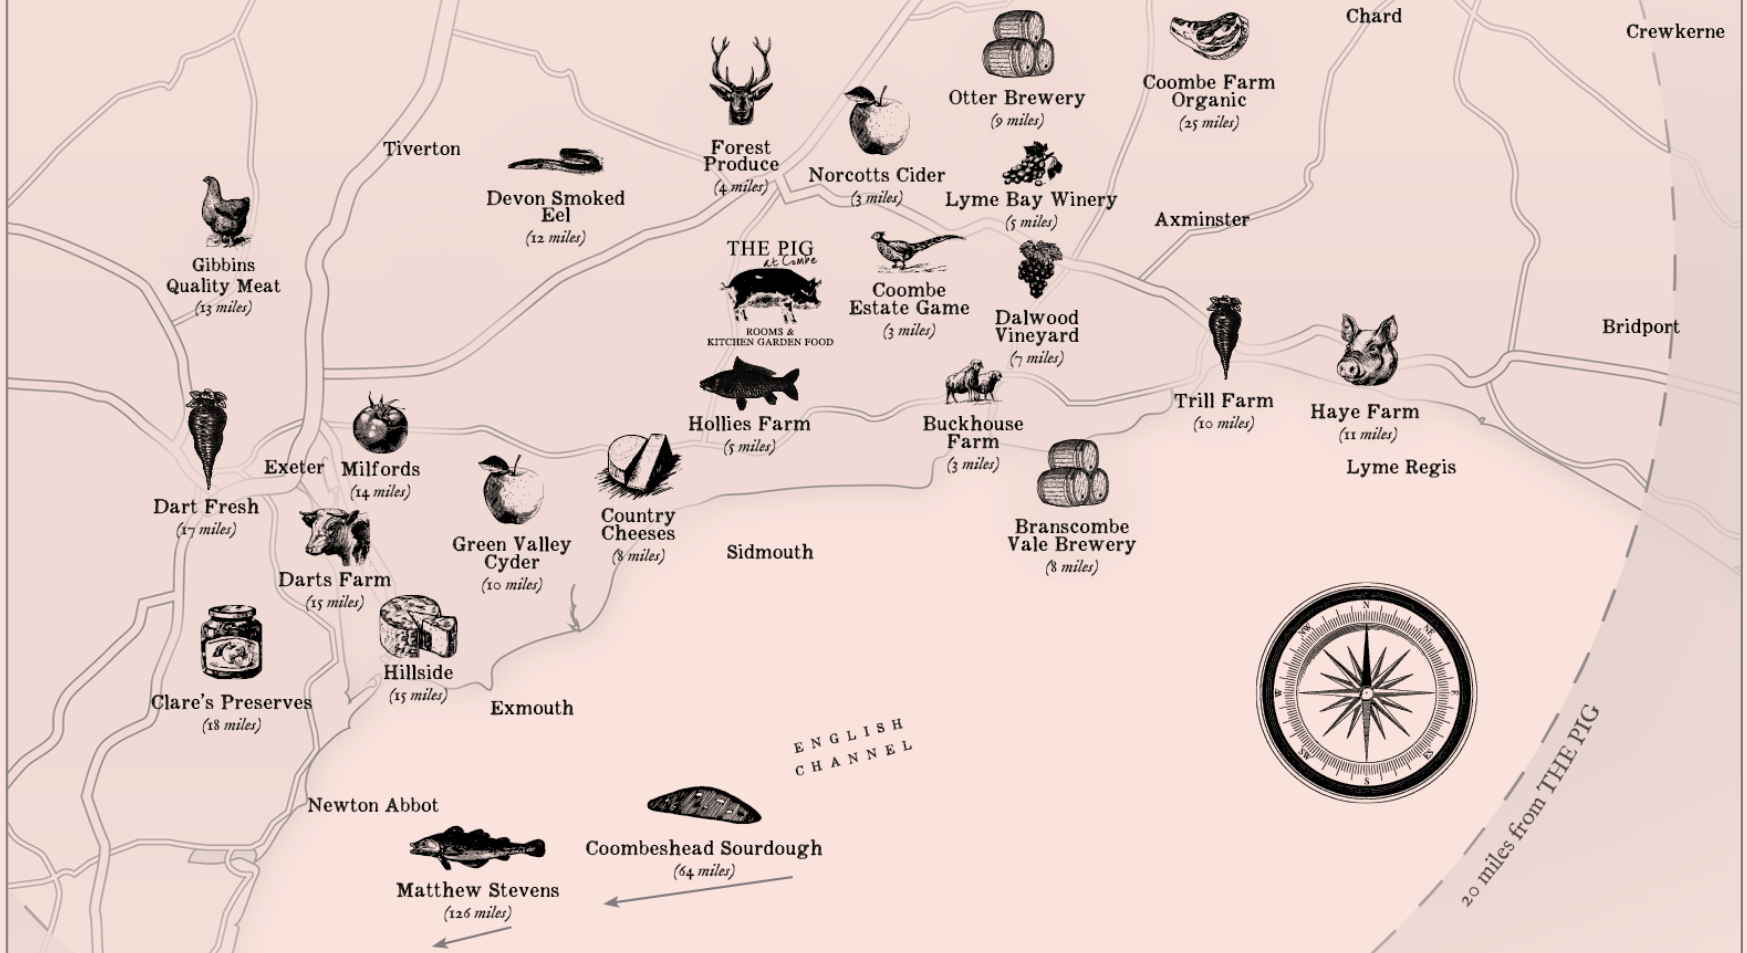 Chard
Crewkerne
Otter Brewery
(9 miles)
Coombe Farm
Organic
(25 miles)
Tiverton
Forest
Produce
(4 miles)
Norcotts Cider
(3 miles)
Devon Smoked
Eel
(12 miles)
Lyme Bay Winery
(5 miles)
Axminster
Gibbins
Quality Meat
(13 miles)
THE PIG
at Combe
ROOMS &
KITCHEN GARDEN FOOD
Coombe
Estate Game
(3 miles)
Dalwood
Vineyard
(7 miles)
Bridport
Trill Farm
(10 miles)
Haye Farm
(11 miles)
Lyme Regis
Hollies Farm
(5 miles)
Buckhouse
Farm
(3 miles)
Exeter
Milfords
(14 miles)
Dart Fresh
(17 miles)
Country
Cheeses
(8 miles)
Green Valley
Cyder
(10 miles)
Sidmouth
Branscombe
Vale Brewery
(8 miles)
Darts Farm
(15 miles)
Hillside
(15 miles)
Clare's Preserves
(18 miles)
Exmouth
ENGLISH
CHANNEL
N
NE
E
ES
S
SW
W
NW
20 miles from THE PIG
Newton Abbot
Coombeshead Sourdough
(64 miles)
Matthew Stevens
(126 miles)